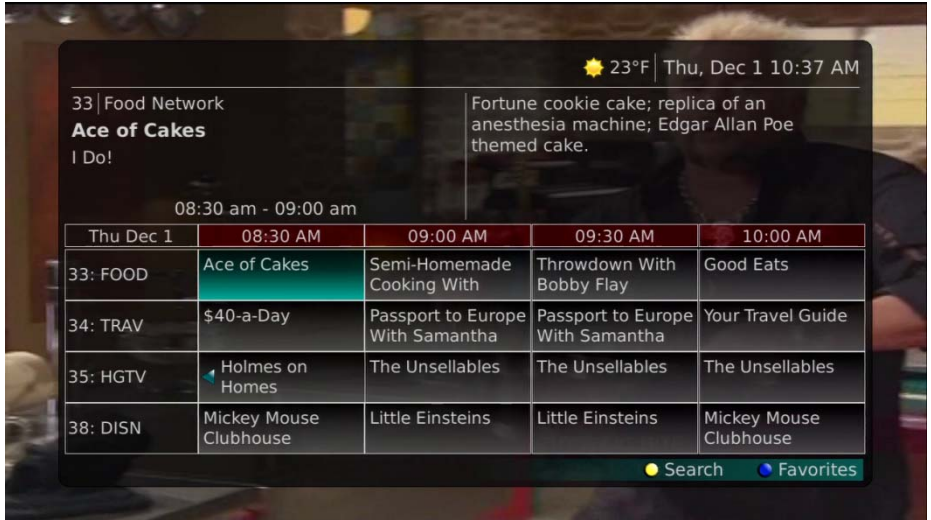 23°F | Thu, Dec 1 10:37 AM
33 | Food Network
Ace of Cakes
I Do!
08:30 am - 09:00 am
Fortune cookie cake; replica of an
anesthesia machine; Edgar Allan Poe
themed cake.
Thu Dec 1 08:30 AM 09:00 AM 09:30 AM 10:00 AM
33: FOOD
Ace of Cakes
Semi-Homemade
Cooking With
Throwdown With
Bobby Flay
Good Eats
34: TRAV
$40-a-Day
Passport to Europe
With Samantha
Passport to Europe
With Samantha
Your Travel Guide
35: HGTV
Holmes on
Homes
The Unsellables
The Unsellables
The Unsellables
38: DISN
Mickey Mouse
Clubhouse
Little Einsteins
Little Einsteins
Mickey Mouse
Clubhouse
Search
Favorites